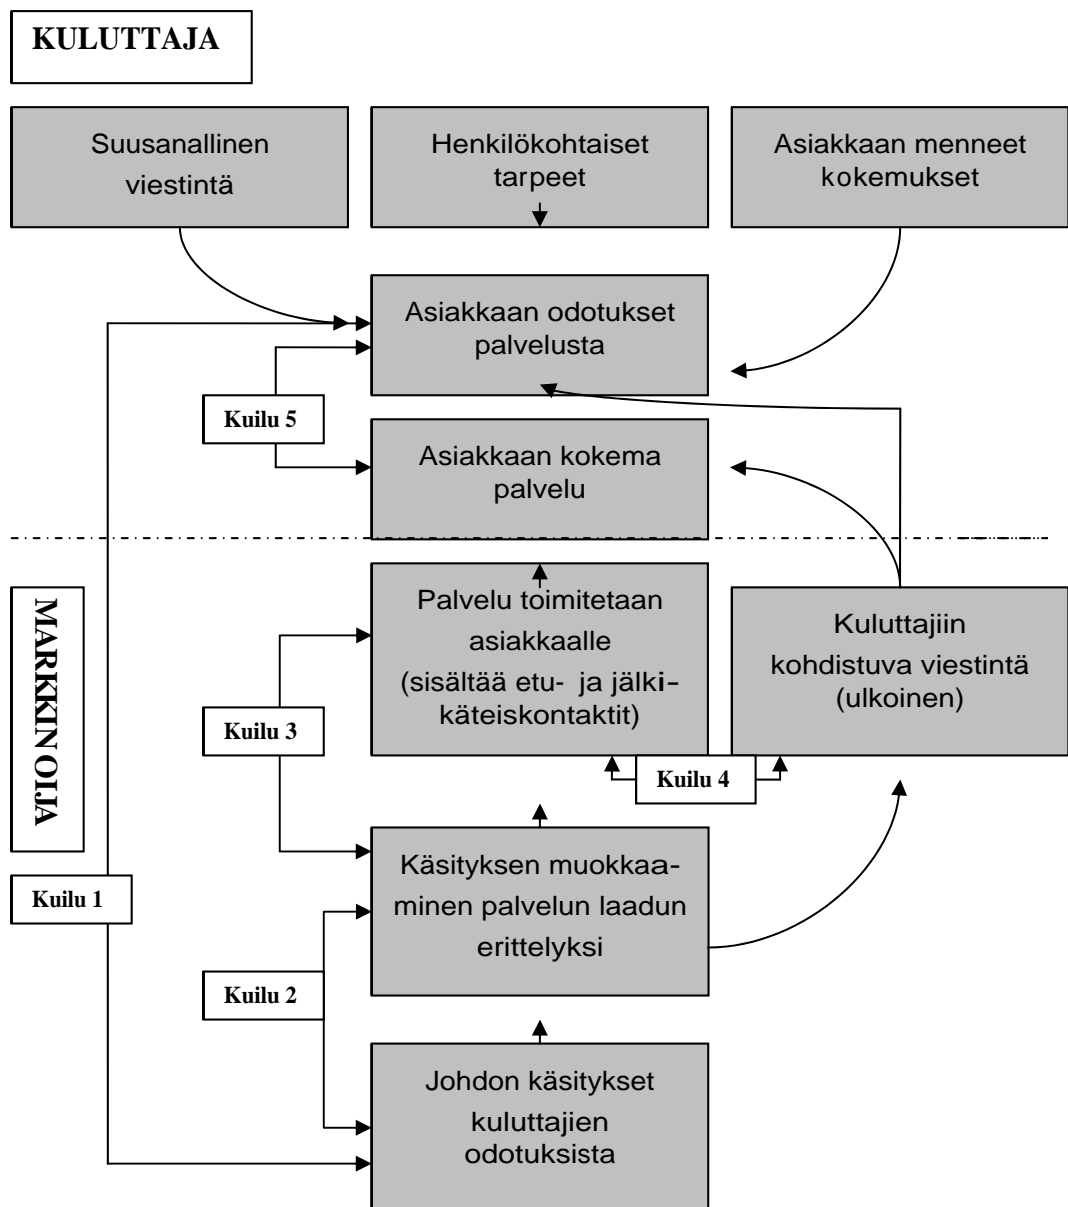 KULUTTAJA
Suusanallinen
viestintä
Henkilökohtaiset
tarpeet
Asiakkaan menneet
kokemukset
Asiakkaan odotukset
palvelusta
Kuilu 5
Asiakkaan kokema
palvelu
MARKKINOIJA
Palvelu toimitetaan
asiakkaalle
(sisältää etu- ja jälki-
käteiskontaktit)
Kuluttajiin
kohdistuva viestintä
(ulkoinen)
Kuilu 3
Kuilu 4
Käsityksen muokkaa-
minen palvelun laadun
erittelyksi
Kuilu 1
Kuilu 2
Johdon käsitykset
kuluttajien
odotuksista